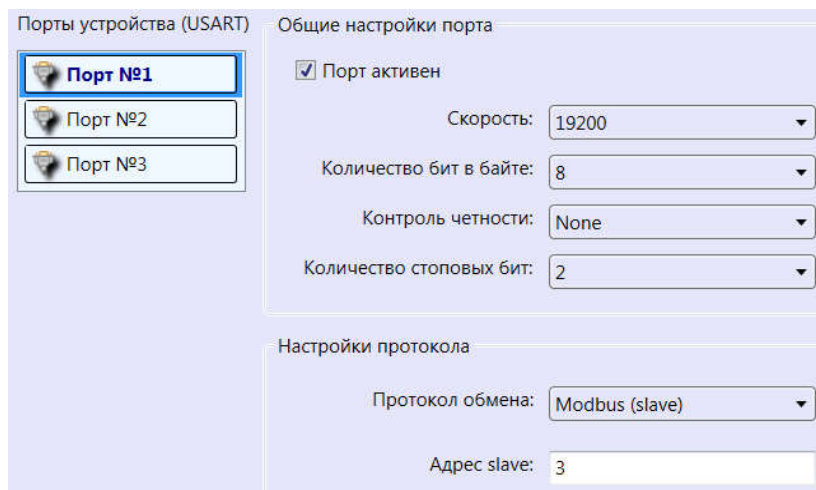 Порты устройства (USART)
Порт №1
Порт №2
Порт №3
Общие настройки порта
Порт активен
Скорость: 19200
Количество бит в байте: 8
Контроль четности: None
Количество стоповых бит: 2
Настройки протокола
Протокол обмена: Modbus (slave)
Адрес slave: 3